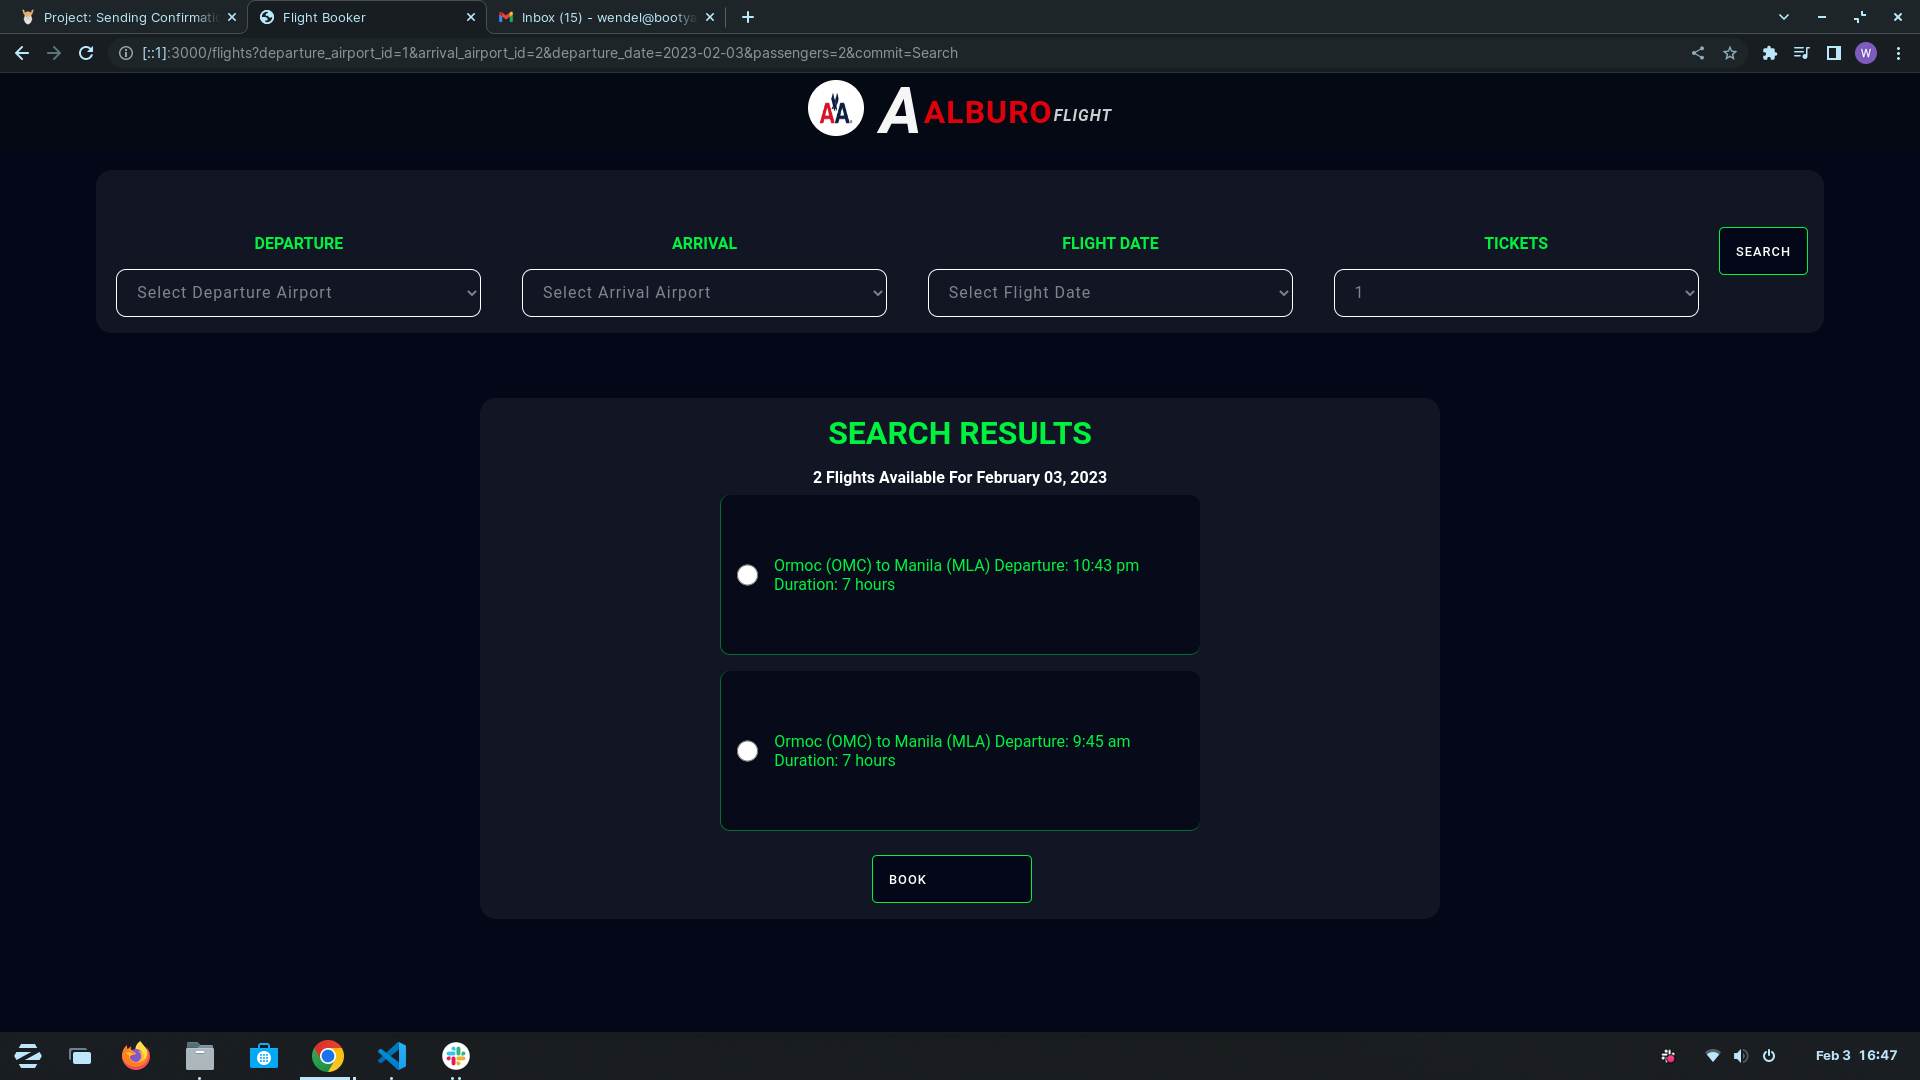 Project: Sending Confirmati
Flight Booker
Inbox (15) - wendel@bootya
[::1]:3000/flights?departure_airport_id=1&arrival_airport_id=2&departure_date=2023-02-03&passengers=2&commit=Search
W
AA A ALBURO FLIGHT
DEPARTURE
ARRIVAL
FLIGHT DATE
TICKETS
SEARCH
Select Departure Airport
Select Arrival Airport
Select Flight Date
1
SEARCH RESULTS
2 Flights Available For February 03, 2023
Ormoc (OMC) to Manila (MLA) Departure: 10:43 pm
Duration: 7 hours
Ormoc (OMC) to Manila (MLA) Departure: 9:45 am
Duration: 7 hours
BOOK
Feb 3 16:47